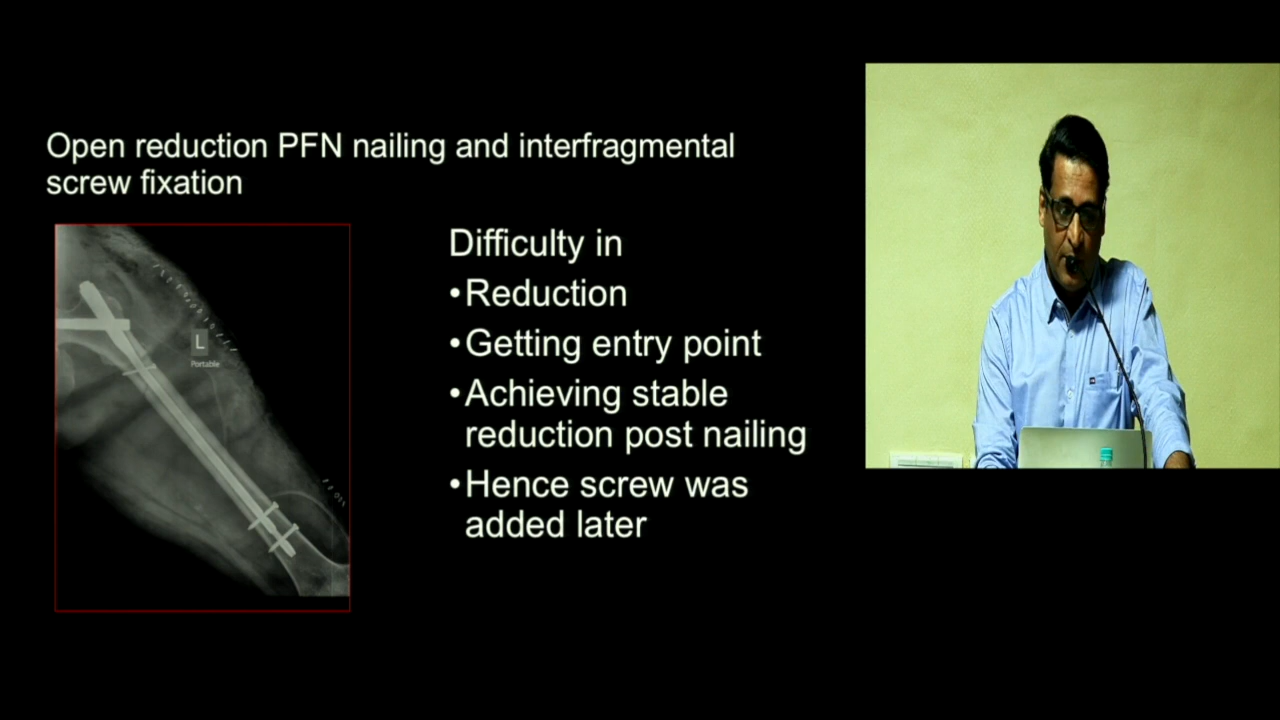 Open reduction PFN nailing and interfragmental
screw fixation
L
Portable
Difficulty in
•Reduction
•Getting entry point
•Achieving stable
reduction post nailing
•Hence screw was
added later